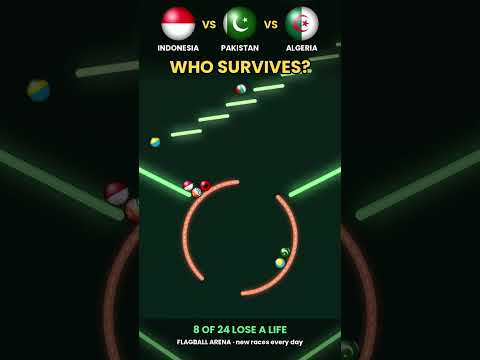 VS VS
INDONESIA PAKISTAN ALGERIA
WHO SURVIVES?
8 OF 24 LOSE A LIFE
FLAGBALL ARENA · new races every day